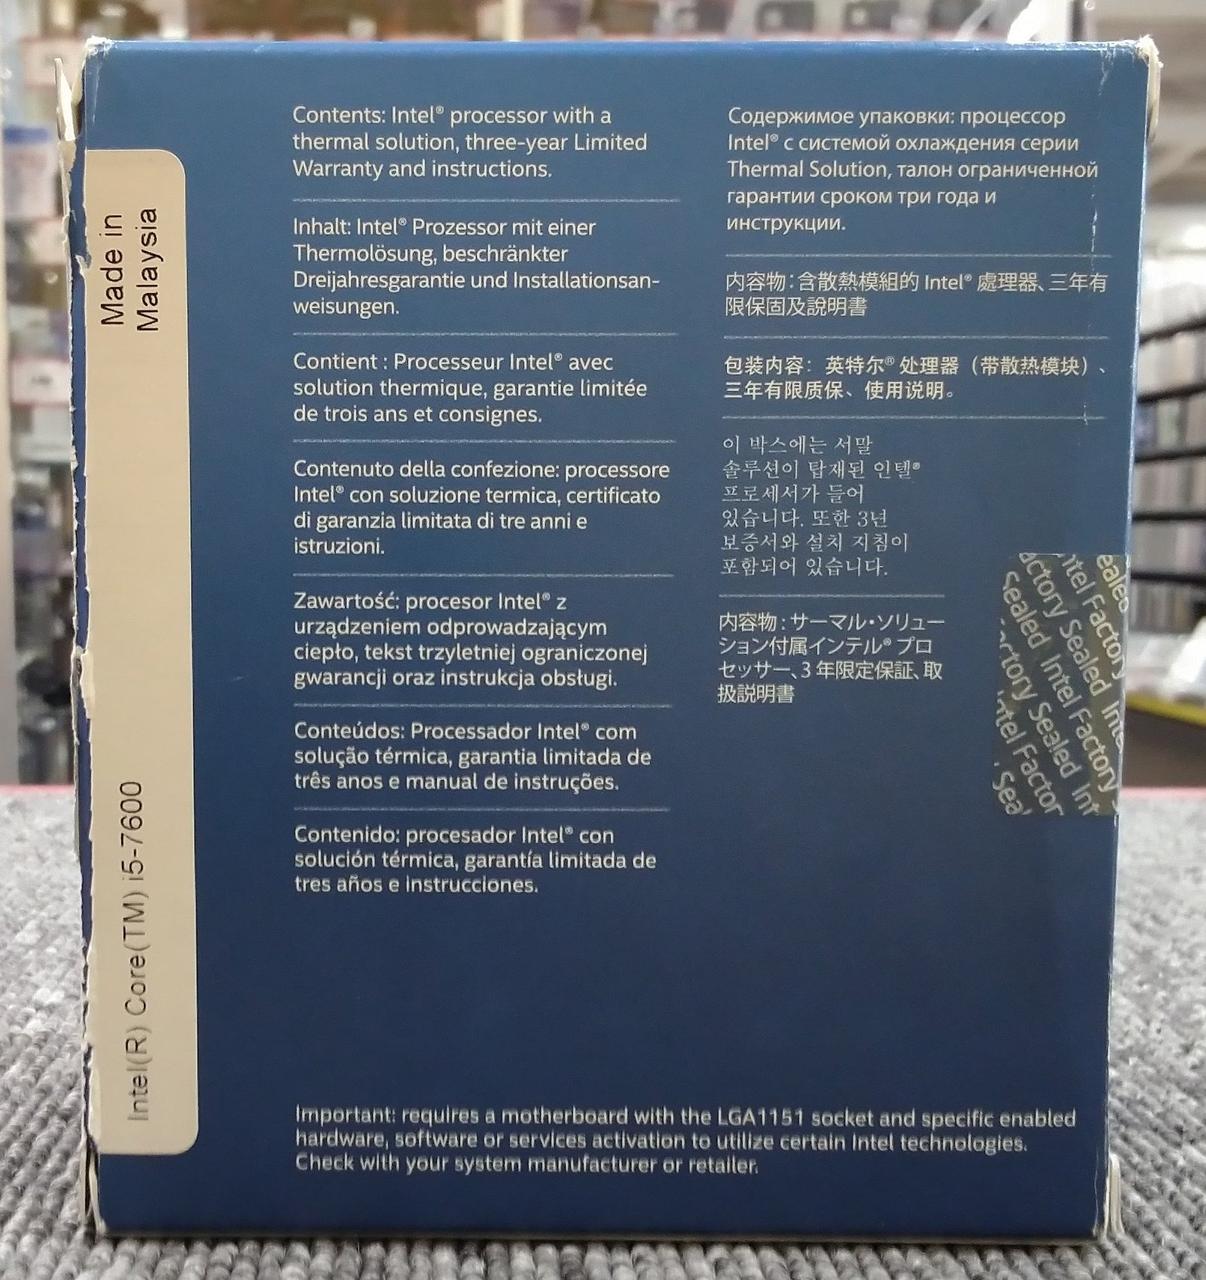 Made in
Malaysia
Intel(R) Core(TM) i5-7600
Contents: Intel® processor with a
thermal solution, three-year Limited
Warranty and instructions.
Inhalt: Intel® Prozessor mit einer
Thermolösung, beschränkter
Dreijahresgarantie und Installationsan-
weisungen.
Contient : Processeur Intel® avec
solution thermique, garantie limitée
de trois ans et consignes.
Contenuto della confezione: processore
Intel® con soluzione termica, certificato
di garanzia limitata di tre anni e
istruzioni.
Zawartość: procesor Intel® z
urządzeniem odprowadzającym
ciepło, tekst trzyletniej ograniczonej
gwarancji oraz instrukcja obsługi.
Conteúdos: Processador Intel® com
solução térmica, garantia limitada de
três anos e manual de instruções.
Contenido: procesador Intel® con
solución térmica, garantía limitada de
tres años e instrucciones.
Содержимое упаковки: процессор
Intel® с системой охлаждения серии
Thermal Solution, талон ограниченной
гарантии сроком три года и
инструкции.
内容物：含散熱模組的 Intel® 處理器、三年有
限保固及說明書
包装内容： 英特尔® 处理器（带散热模块）、
三年有限质保、使用说明。
이 박스에는 서말
솔루션이 탑재된 인텔®
프로세서가 들어
있습니다. 또한 3년
보증서와 설치 지침이
포함되어 있습니다.
内容物：サーマル・ソリュー
ション付属インテル® プロ
セッサー、3 年限定保証、取
扱説明書
Sealed Intel Factory
Factory Sealed
Intel Factory
Important: requires a motherboard with the LGA1151 socket and specific enabled
hardware, software or services activation to utilize certain Intel technologies.
Check with your system manufacturer or retailer.